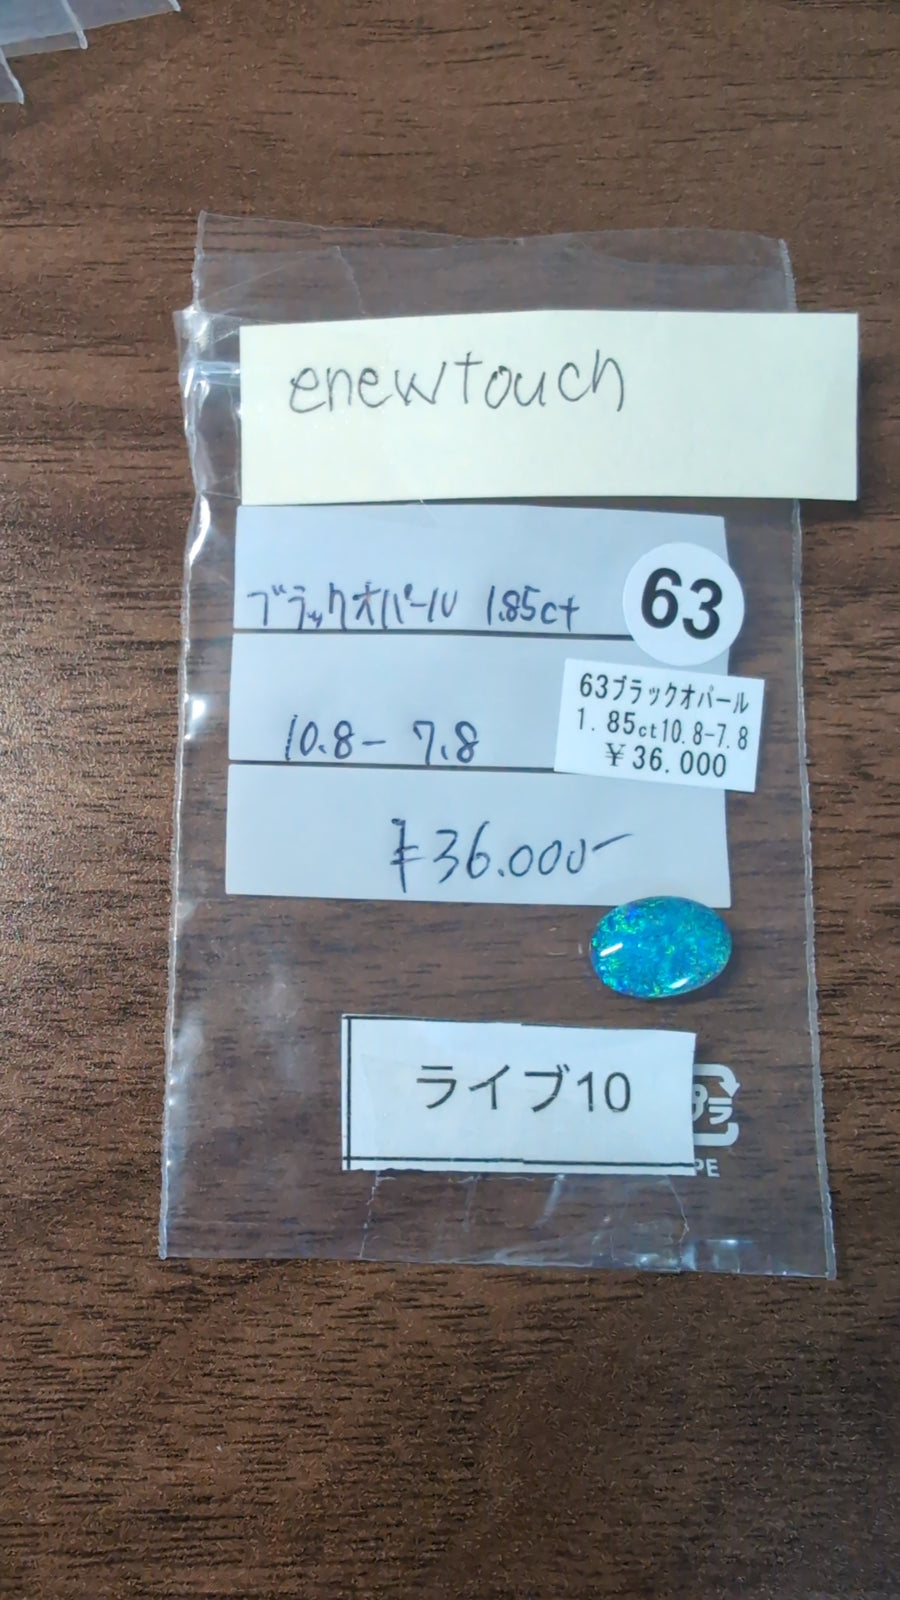 enewtouch
ブラックオパール 1.85ct
63
10.8- 7.8
63ブラックオパール
1.85ct10.8-7.8
¥36.000
¥36.000-
ライブ10
プラ
PE